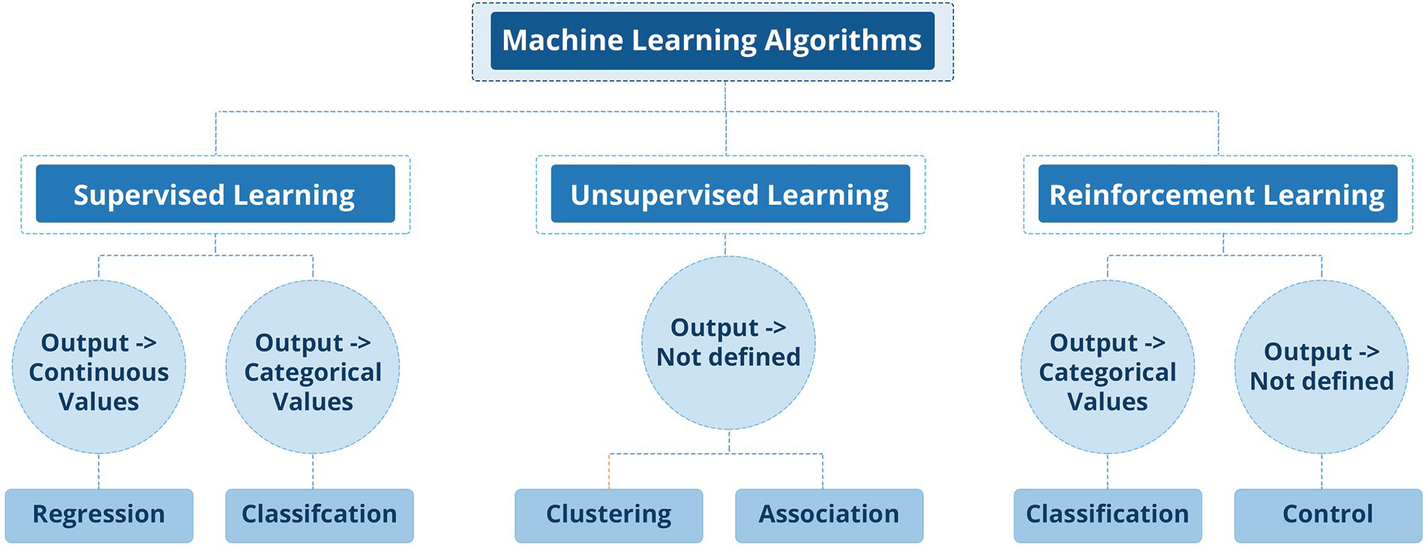 Machine Learning Algorithms
Supervised Learning
Unsupervised Learning
Reinforcement Learning
Output ->
Continuous
Values
Output ->
Categorical
Values
Output ->
Not defined
Output ->
Categorical
Values
Output ->
Not defined
Regression
Classifcation
Clustering
Association
Classification
Control